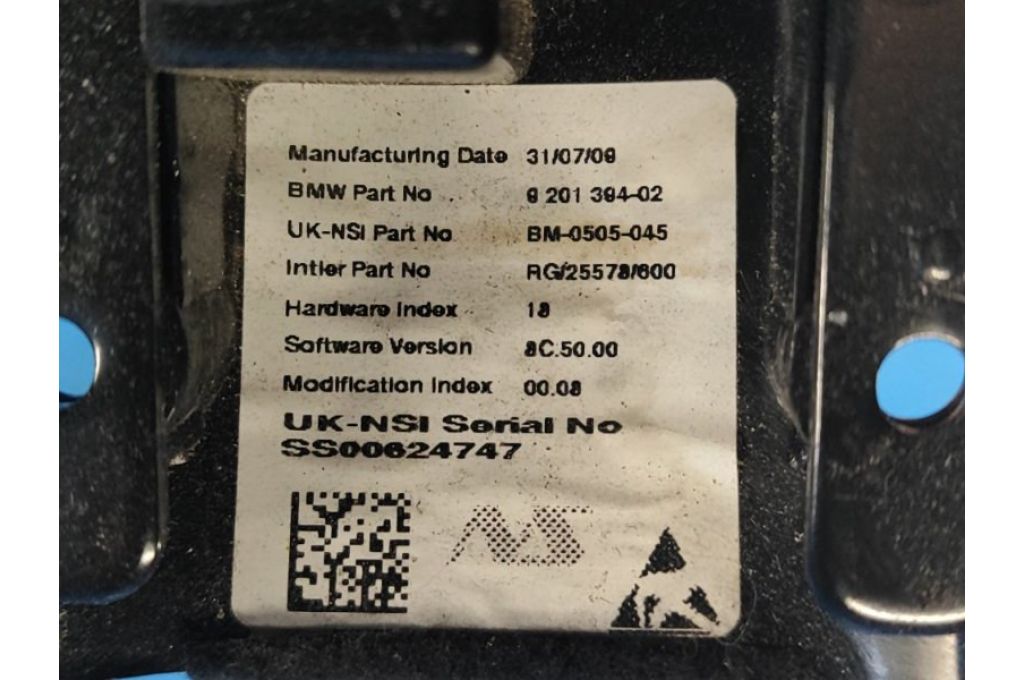 Manufacturing Date 31/07/09
BMW Part No 9 201 394-02
UK-NSI Part No BM-0505-045
Intier Part No RG/25578/600
Hardware Index 18
Software Version 8C.50.00
Modification Index 00.08
UK-NSI Serial No
SS00624747